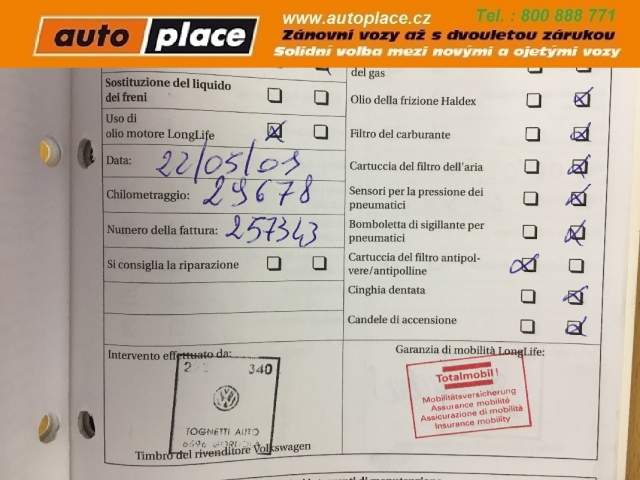 auto place
www.autoplace.cz
Tel. : 800 888 771
Zánovní vozy až s dvouletou zárukou
Solidní volba mezi novými a ojetými vozy
Sostituzione del liquido
dei freni
Uso di
olio motore LongLife
Data: 22/05/09
Chilometraggio: 29678
Numero della fattura: 257343
Si consiglia la riparazione
Intervento effettuato da:
340
TOGNETTI AUTO
Timbro del rivenditore Volkswagen
del gas
Olio della frizione Haldex
Filtro del carburante
Cartuccia del filtro dell'aria
Sensori per la pressione dei
pneumatici
Bomboletta di sigillante per
pneumatici
Cartuccia del filtro antipol-
vere/antipolline
Cinghia dentata
Candele di accensione
Garanzia di mobilità LongLife:
Totalmobil!
Mobilitätsversicherung
Assurance mobilité
Assicurazione di mobilità
Insurance mobility